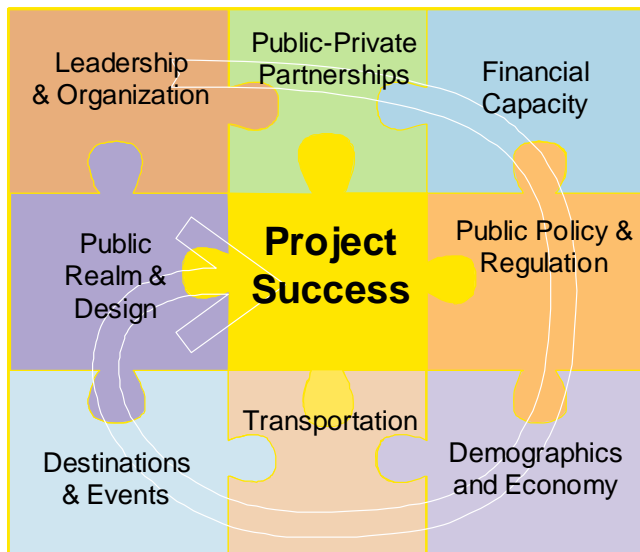 Leadership
& Organization
Public-Private
Partnerships
Financial
Capacity
Public
Realm &
Design
Project
Success
Public Policy &
Regulation
Destinations
& Events
Transportation
Demographics
and Economy